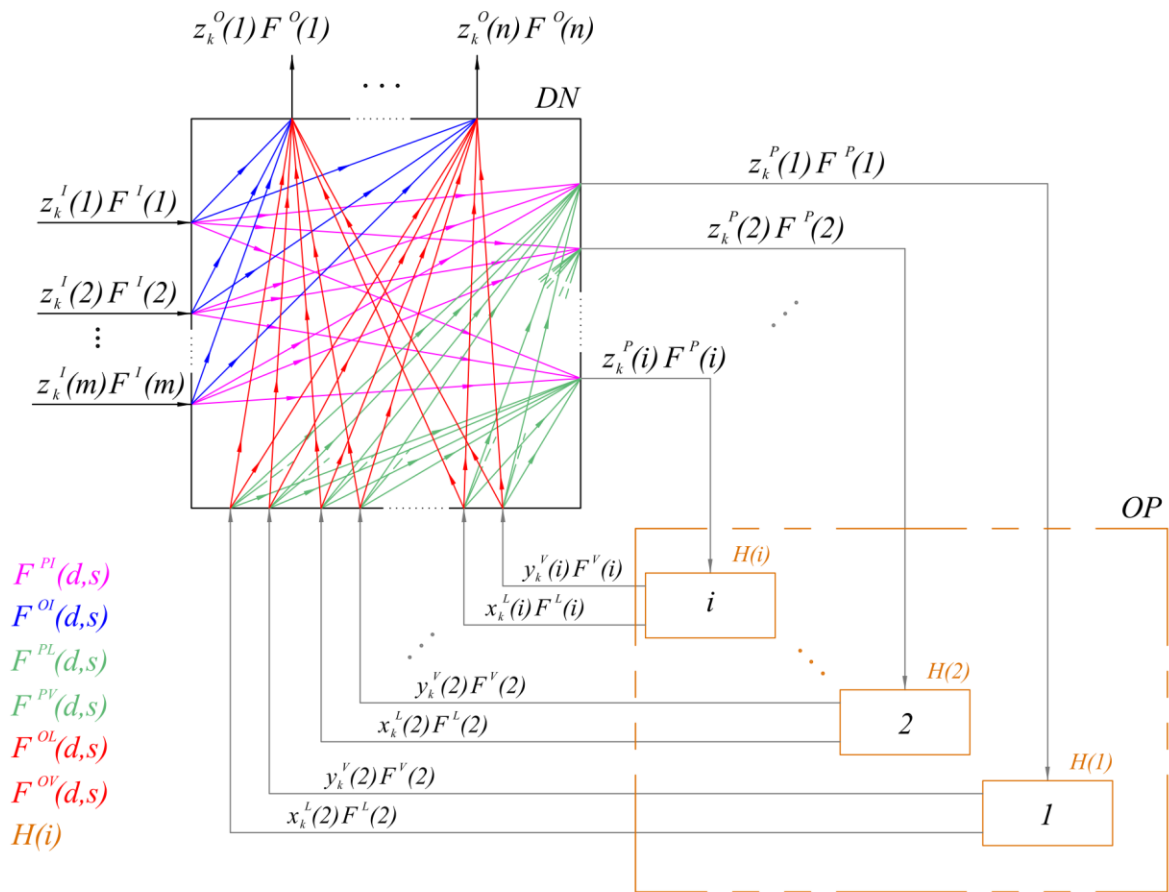 z_k^O(1)F^O(1)
z_k^O(n)F^O(n)
...
DN
z_k^P(1)F^P(1)
z_k^I(1)F^I(1)
z_k^P(2)F^P(2)
z_k^I(2)F^I(2)
...
...
z_k^P(i)F^P(i)
z_k^I(m)F^I(m)
OP
F^PI(d,s)
y_k^V(i)F^V(i)
H(i)
x_k^L(i)F^L(i)
i
F^OI(d,s)
...
...
F^PL(d,s)
H(2)
y_k^V(2)F^V(2)
F^PV(d,s)
x_k^L(2)F^L(2)
2
F^OL(d,s)
H(1)
y_k^V(2)F^V(2)
F^OV(d,s)
x_k^L(2)F^L(2)
1
H(i)